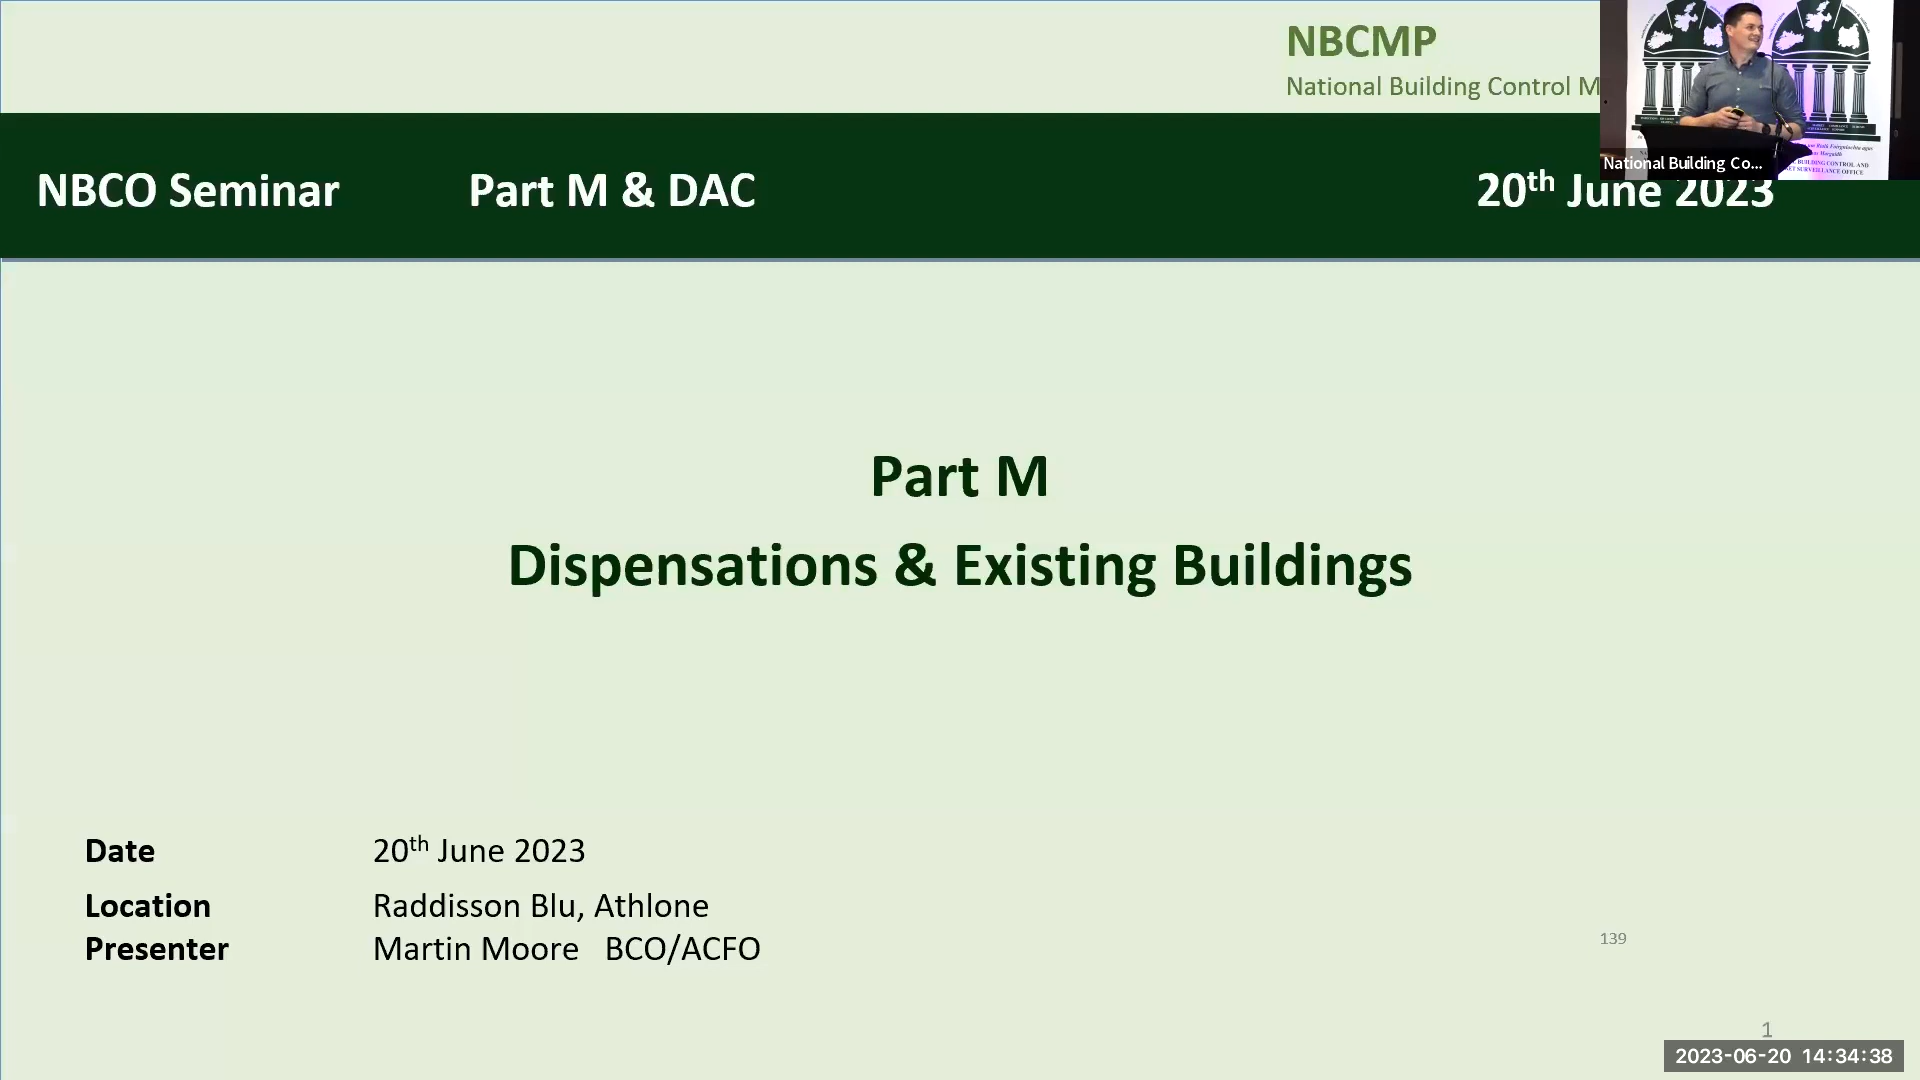 NBCMP
National Building Control M
National Building Co...
NBCO Seminar Part M & DAC 20th June 2023
Part M
Dispensations & Existing Buildings
Date 20th June 2023
Location Raddisson Blu, Athlone
Presenter Martin Moore BCO/ACFO
139
1
2023-06-20 14:34:38